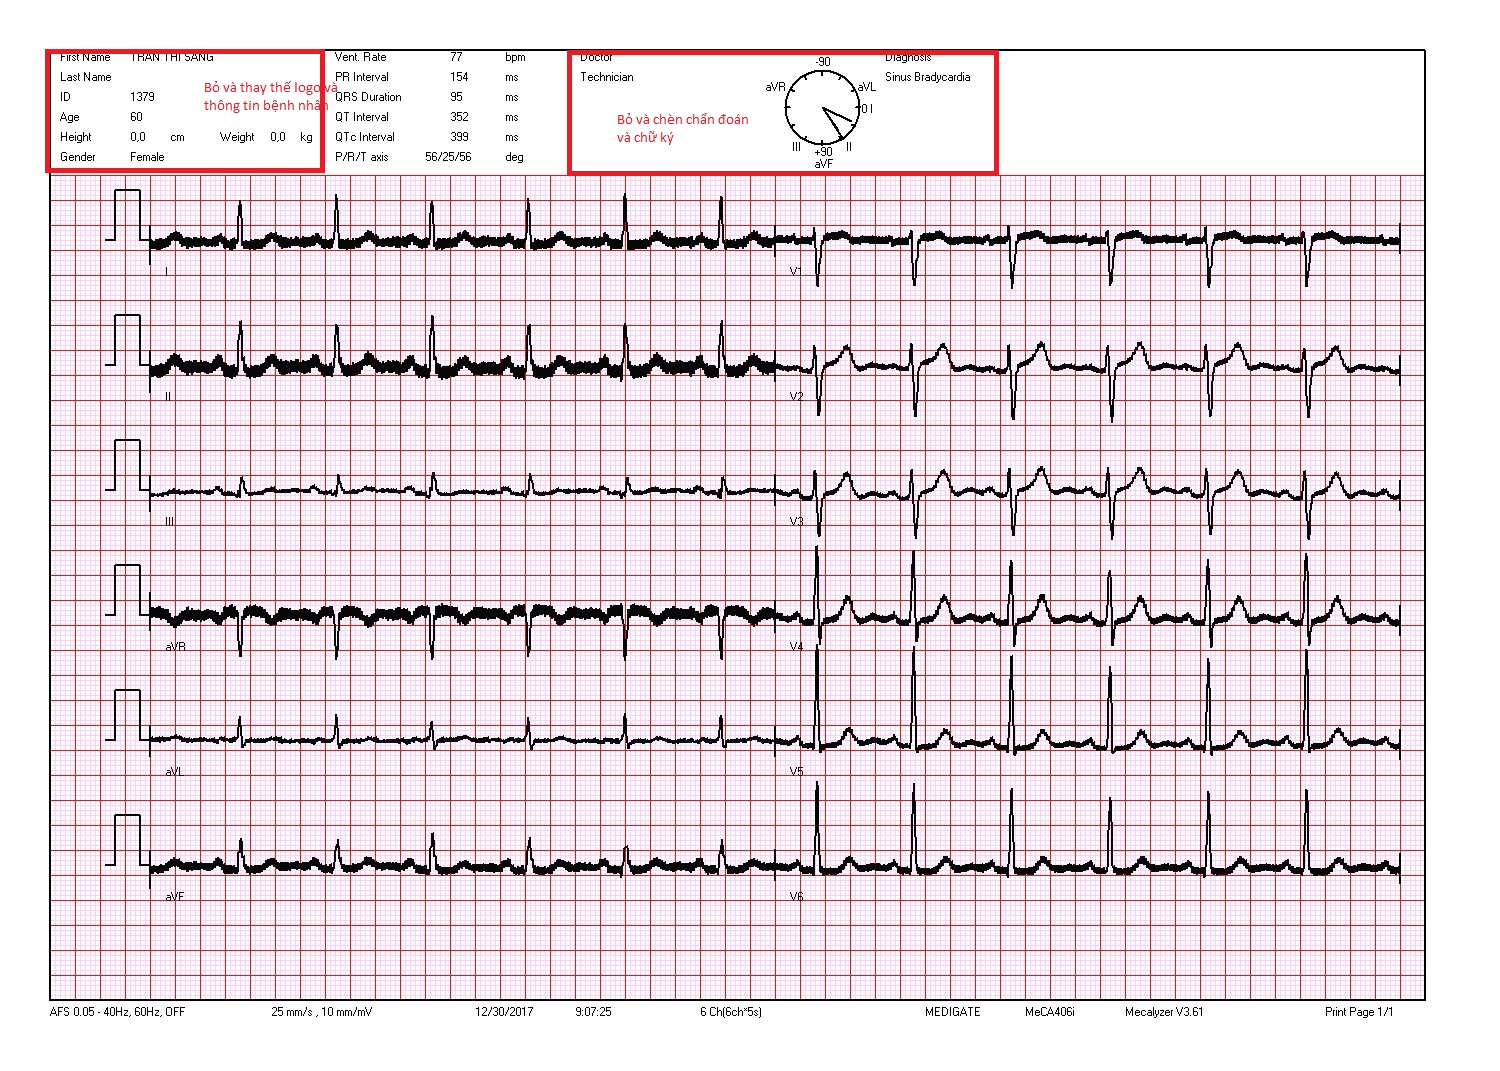 First Name TRAN THI SANG
Last Name
ID 1379
Age 60
Height 0,0 cm Weight 0,0 kg
Gender Female
Bỏ và thay thế logo và
thông tin bệnh nhân
Vent. Rate 77 bpm
PR Interval 154 ms
QRS Duration 95 ms
QT Interval 352 ms
QTc Interval 399 ms
P/R/T axis 56/25/56 deg
Doctor
Technician
Bỏ và chèn chẩn đoán
và chữ ký
-90
aVR
aVL
0 I
III
II
+90
aVF
Diagnosis
Sinus Bradycardia
I
V1
II
V2
III
V3
aVR
V4
aVL
V5
aVF
V6
AFS 0.05 - 40Hz, 60Hz, OFF 25 mm/s , 10 mm/mV 12/30/2017 9:07:25 6 Ch(6ch*5s) MEDIGATE MeCA406i Mecalyzer V3.61 Print Page 1/1